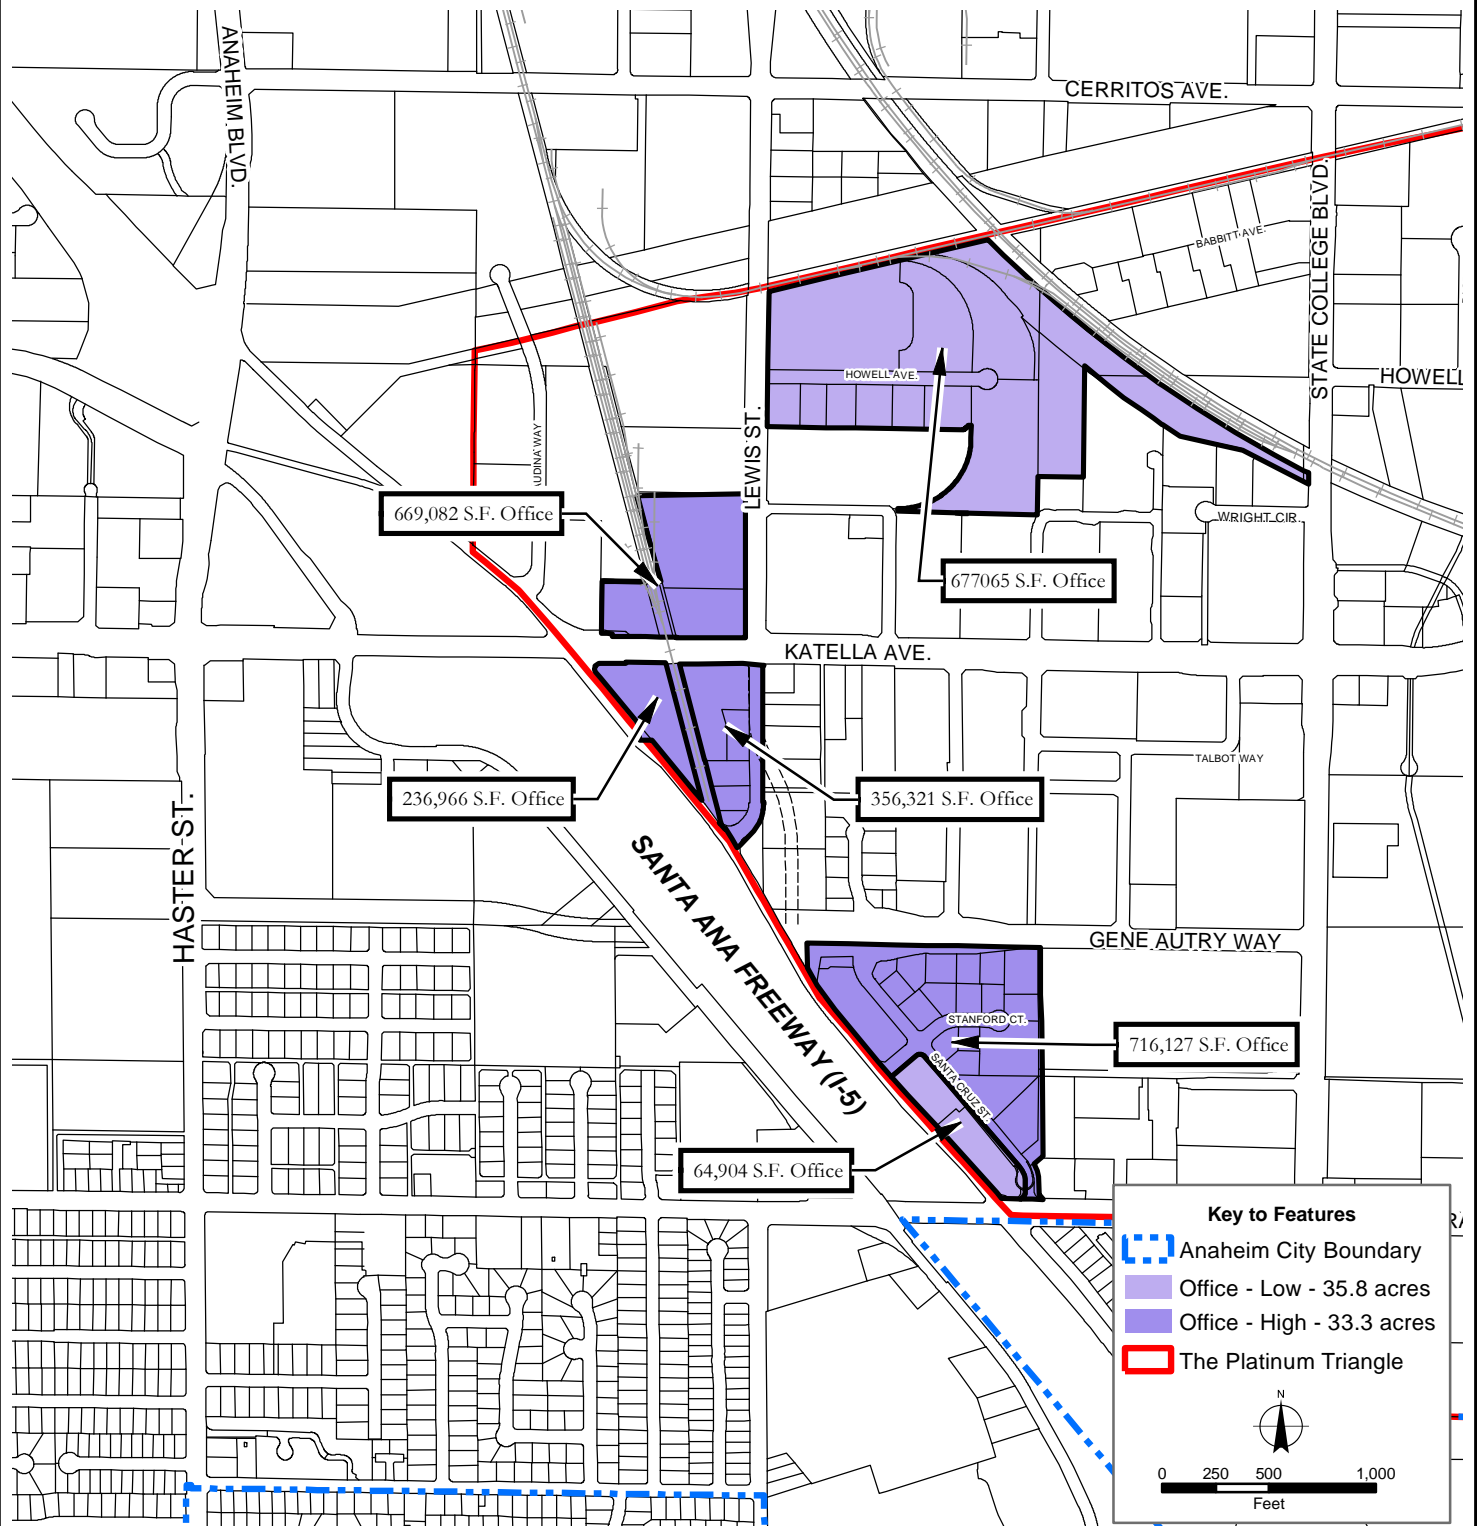 ANAHEIM BLVD.
CERRITOS AVE.
STATE COLLEGE BLVD.
BABBITT AVE.
HOWELL
HOWELL AVE.
LEWIS ST.
UDINA WAY
669,082 S.F. Office
WRIGHT CIR.
677065 S.F. Office
KATELLA AVE.
TALBOT WAY
236,966 S.F. Office
356,321 S.F. Office
HASTER ST.
SANTA ANA FREEWAY (I-5)
GENE AUTRY WAY
STANFORD CT.
716,127 S.F. Office
SANTA CRUZ ST.
64,904 S.F. Office
Key to Features
Anaheim City Boundary
Office - Low - 35.8 acres
Office - High - 33.3 acres
The Platinum Triangle
N
0 250 500 1,000
Feet